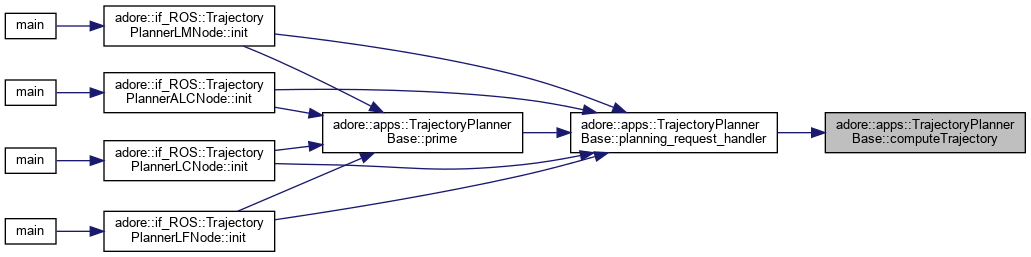 main
adore::if_ROS::Trajectory
PlannerLMNode::init
main
adore::if_ROS::Trajectory
PlannerALCNode::init
main
adore::if_ROS::Trajectory
PlannerLCNode::init
main
adore::if_ROS::Trajectory
PlannerLFNode::init
adore::apps::TrajectoryPlanner
Base::prime
adore::apps::TrajectoryPlanner
Base::planning_request_handler
adore::apps::TrajectoryPlanner
Base::computeTrajectory